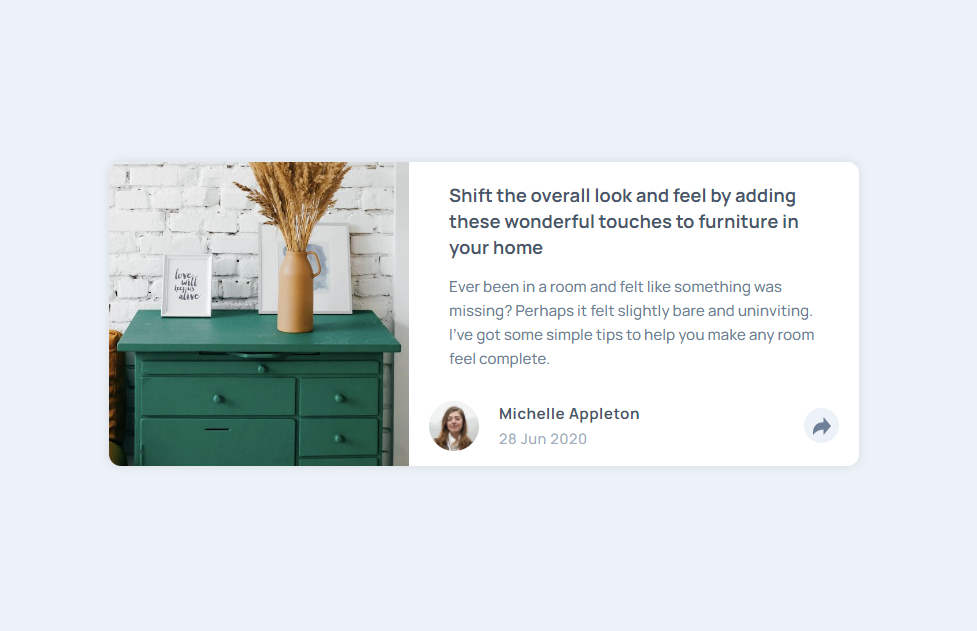 love
will
keep us
alive
Shift the overall look and feel by adding
these wonderful touches to furniture in
your home
Ever been in a room and felt like something was
missing? Perhaps it felt slightly bare and uninviting.
I've got some simple tips to help you make any room
feel complete.
Michelle Appleton
28 Jun 2020